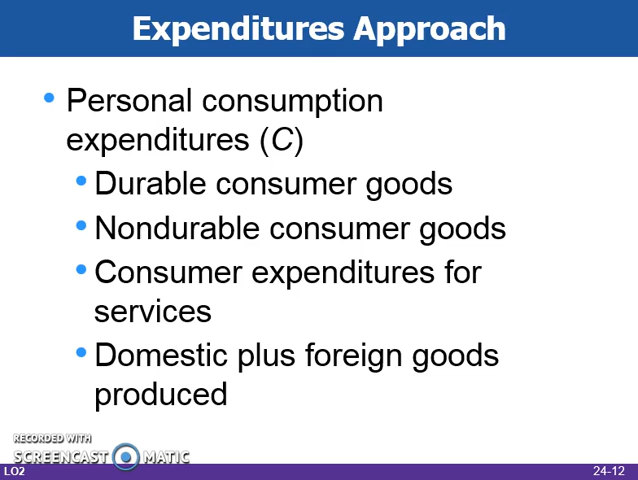 Expenditures Approach
• Personal consumption
expenditures (C)
• Durable consumer goods
• Nondurable consumer goods
• Consumer expenditures for
services
• Domestic plus foreign goods
produced
RECORDED WITH
SCREENCAST MATIC
LO2
24-12